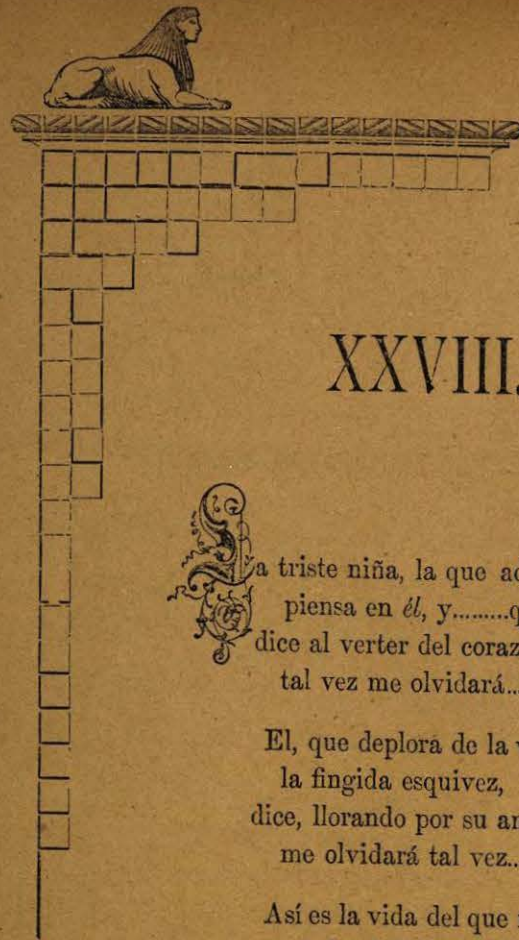 XXVIII.
La triste niña, la que
piensa en él, y.........
dice al verter del
tal vez me olvidará...
El, que deplora de la
la fingida esquivez,
dice, llorando por su
me olvidará tal vez..
Así es la vida del que